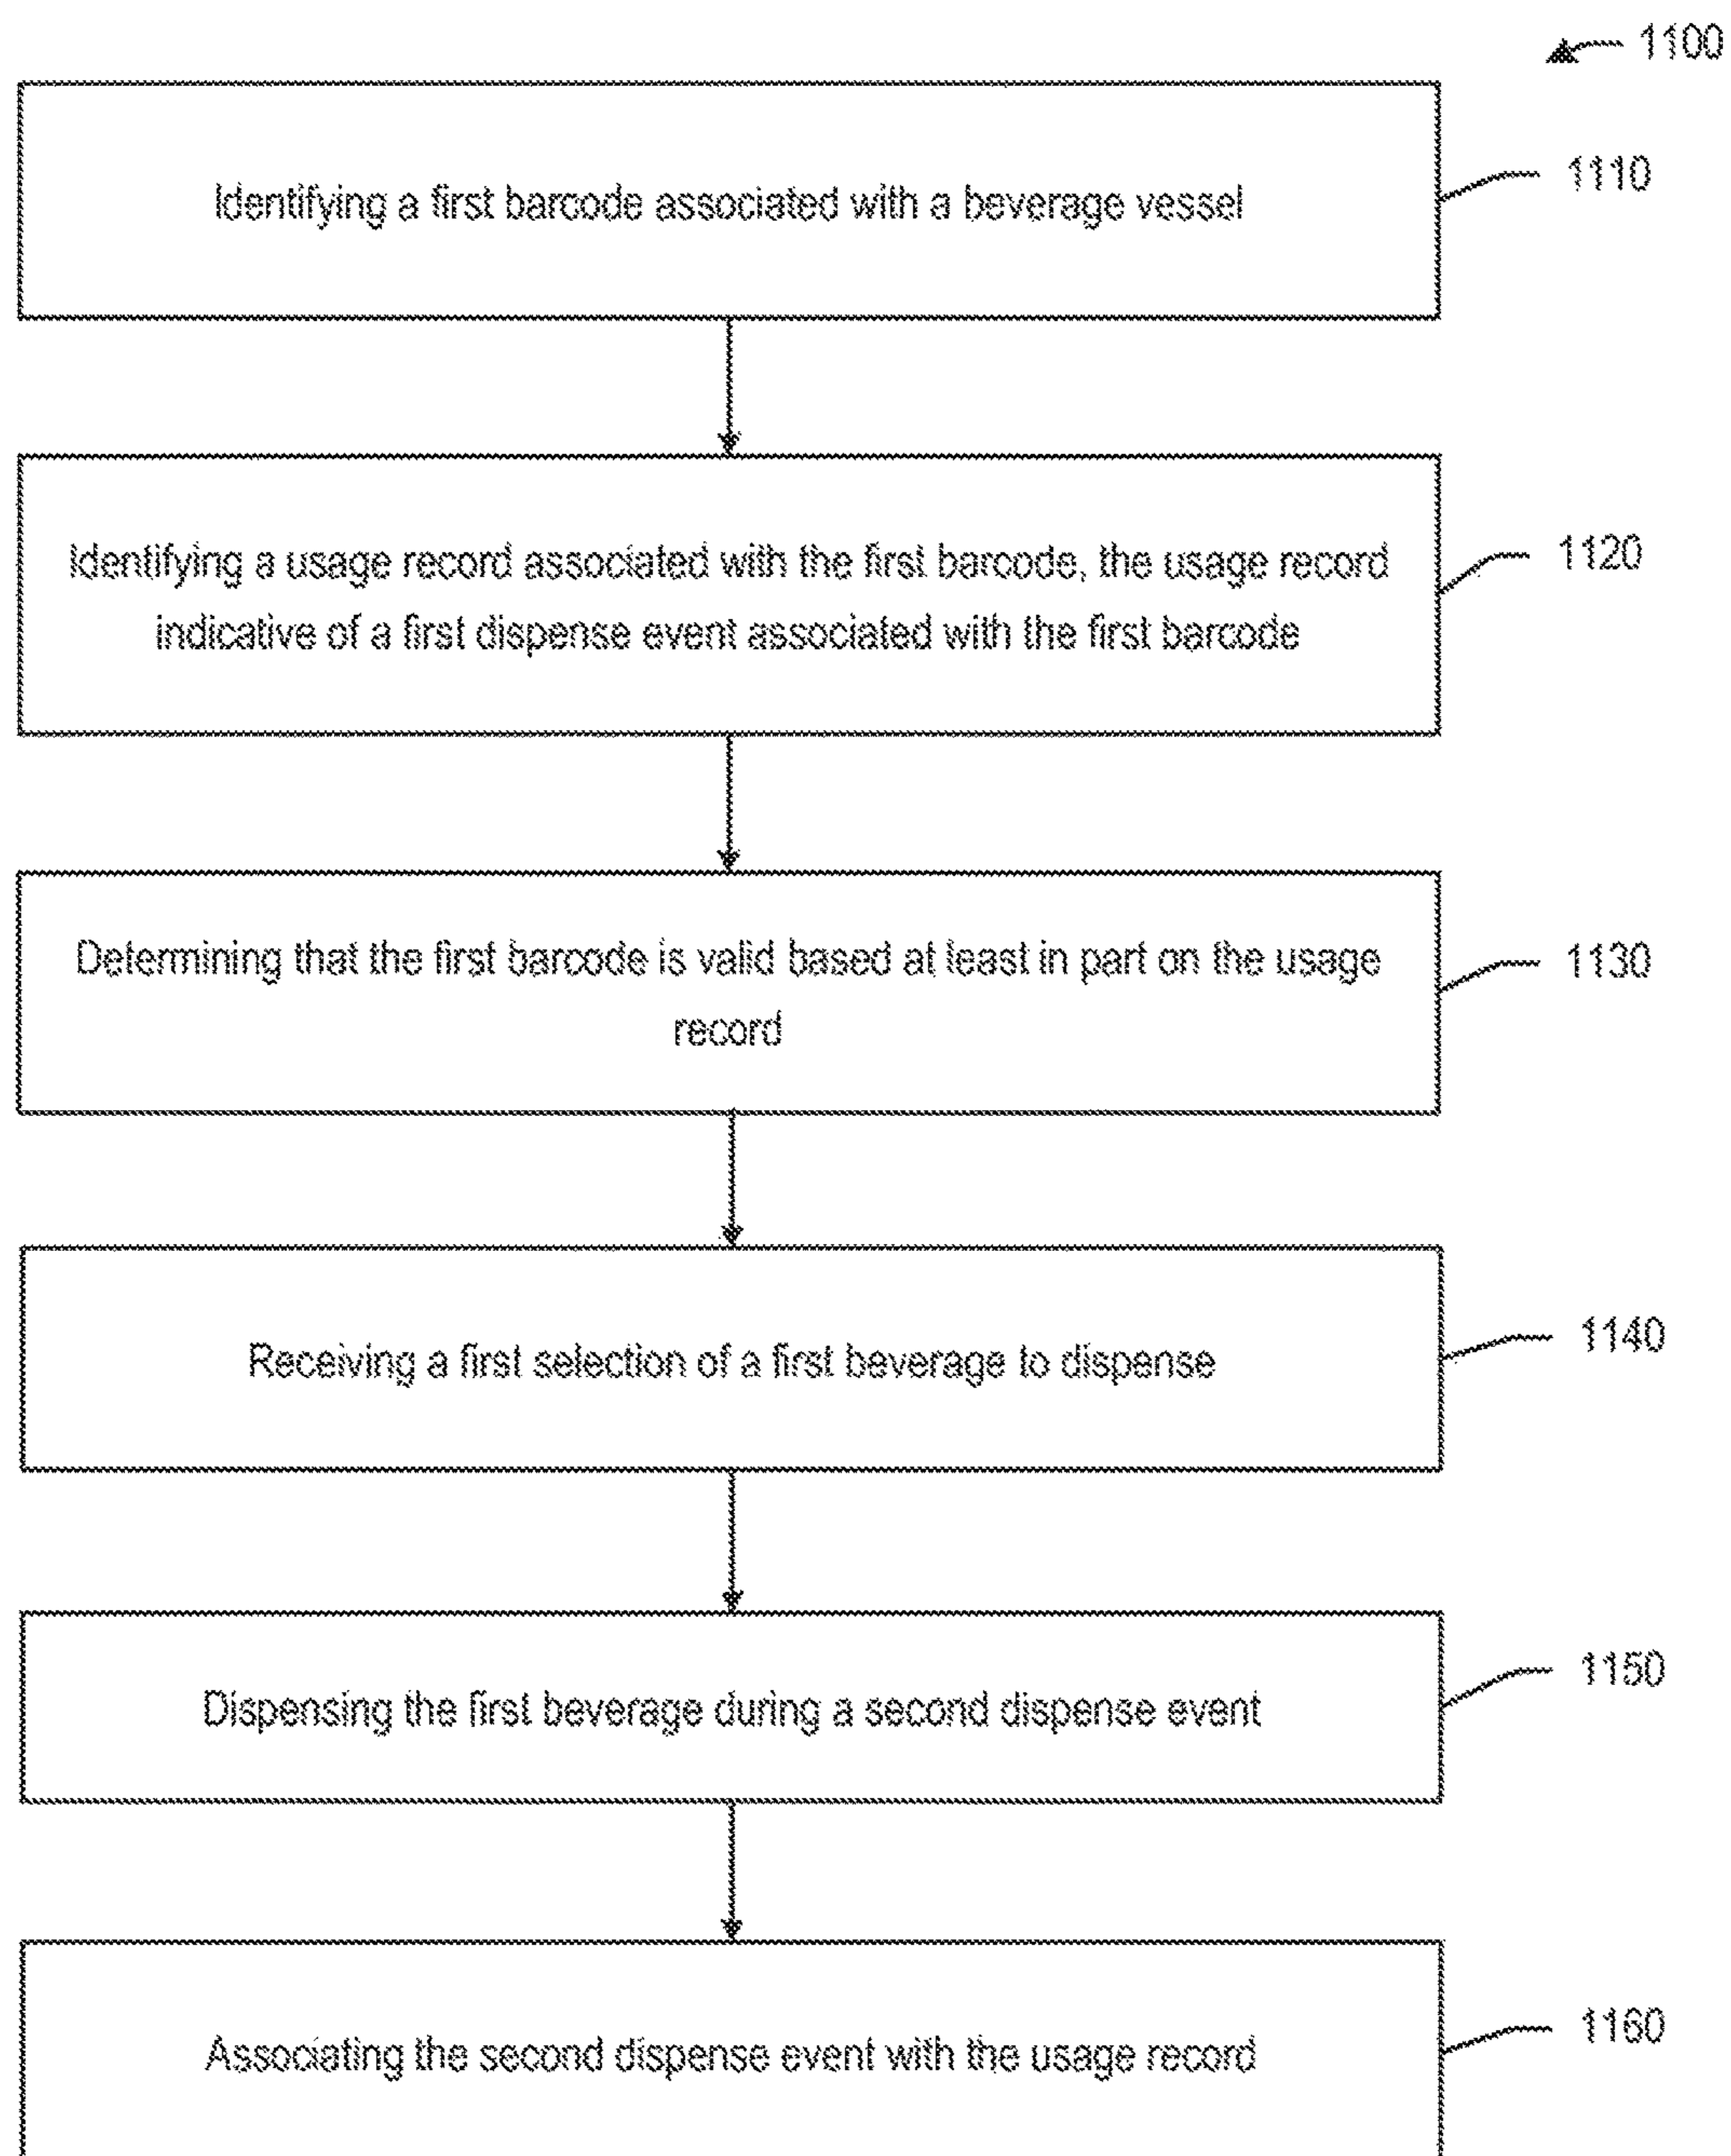 1100
Identifying a first barcode associated with a beverage vessel
1110
Identifying a usage record associated with the first barcode, the usage record
indicative of a first dispense event associated with the first barcode
1120
Determining that the first barcode is valid based at least in part on the usage
record
1130
Receiving a first selection of a first beverage to dispense
1140
Dispensing the first beverage during a second dispense event
1150
Associating the second dispense event with the usage record
1160